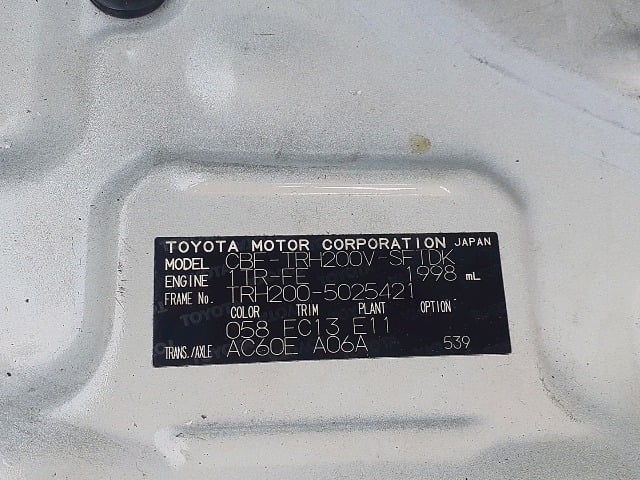 TOYOTA MOTOR CORPORATION JAPAN
MODEL CBF-TRH200V-SFTDK
ENGINE 1TR-FE 1998 mL
FRAME No. TRH200-5025421
COLOR TRIM PLANT OPTION
058 FC13 E11
TRANS./AXLE AC60E A06A 539